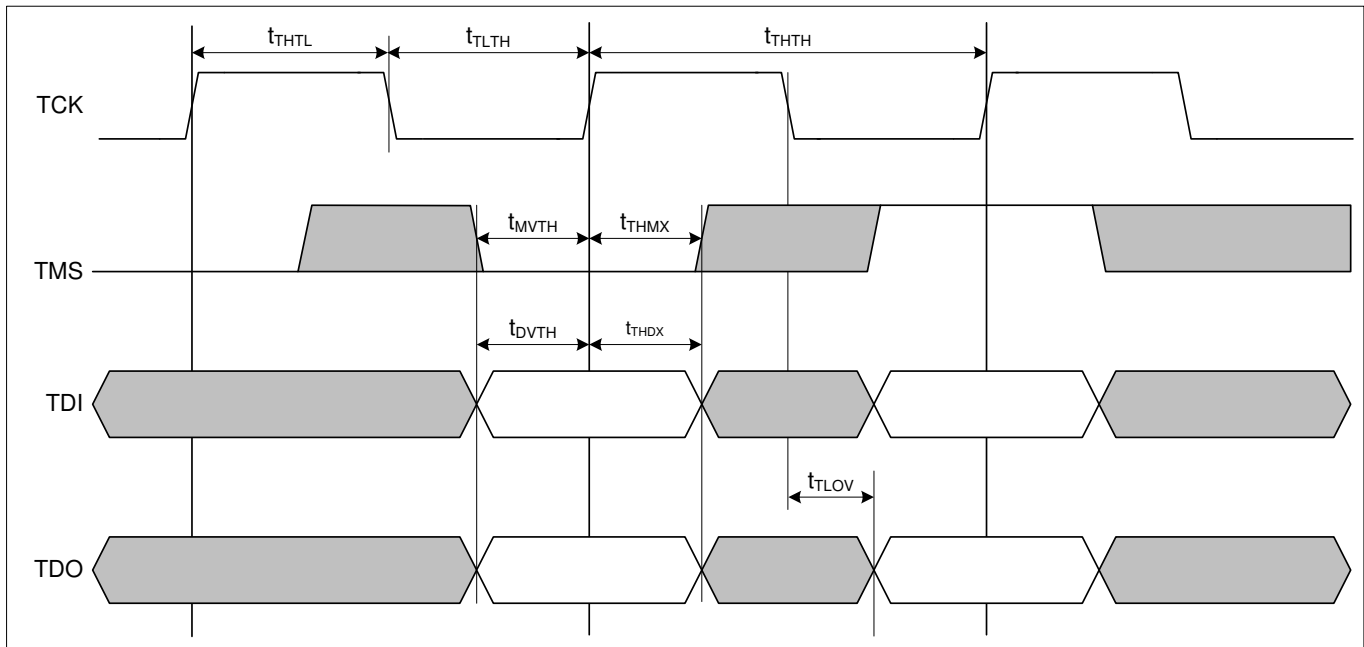 tTHTL tTLTH tTHTH
TCK
tMVTH tTHMX
TMS
tDVTH tTHDX
TDI
tTLOV
TDO